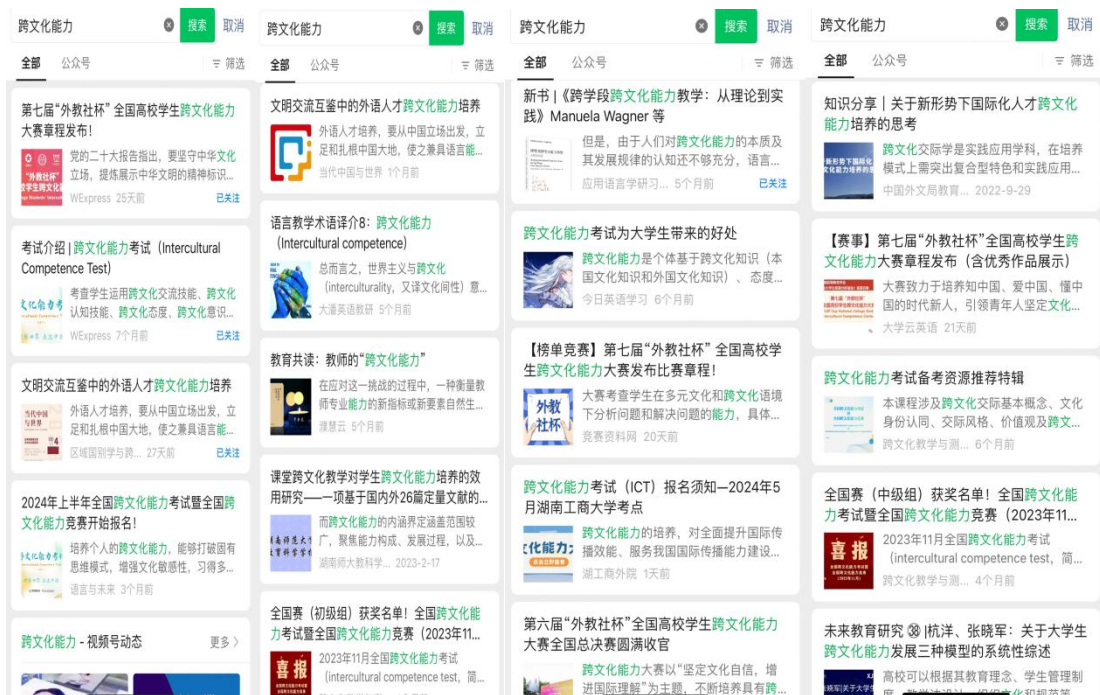 跨文化能力
搜索 取消
全部 公众号
筛选
第七届“外教社杯” 全国高校学生跨文化能力
大赛章程发布！
党的二十大报告指出，要坚守中华文化
立场，提炼展示中华文明的精神标识...
WExpress 25天前
已关注
考试介绍 | 跨文化能力考试（Intercultural
Competence Test)
考查学生运用跨文化交流技能、跨文化
认知技能、跨文化态度、跨文化意识...
WExpress 7个月前
已关注
文明交流互鉴中的外语人才跨文化能力培养
当代中国
与世界
外语人才培养，要从中国立场出发，立
足和扎根中国大地，使之兼具语言能...
区域国别学与跨... 27天前
已关注
2024年上半年全国跨文化能力考试暨全国跨
文化能力竞赛开始报名！
培养个人的跨文化能力，能够打破固有
思维模式，增强文化敏感性，习得多...
语言与未来 3个月前
跨文化能力 - 视频号动态
更多
跨文化能力
搜索 取消
全部 公众号
筛选
文明交流互鉴中的外语人才跨文化能力培养
外语人才培养，要从中国立场出发，立
足和扎根中国大地，使之兼具语言能...
当代中国与世界 1个月前
语言教学术语译介8：跨文化能力
（Intercultural competence）
总而言之，世界主义与跨文化
（interculturality，又译文化间性）意...
大潘英语教研 5个月前
教育共读：教师的“跨文化能力”
在应对这一挑战的过程中，一种衡量教
师专业能力的新指标或新要素自然生...
濮慧云 5个月前
课堂跨文化教学对学生跨文化能力培养的效
用研究——一项基于国内外26篇定量文献的...
而跨文化能力的内涵界定涵盖范围较
广，聚焦能力构成、发展过程，以及...
湖南师大教科学... 2023-2-17
全国赛（初级组）获奖名单！全国跨文化能
力考试暨全国跨文化能力竞赛（2023年11...
喜报
2023年11月全国跨文化能力考试
（intercultural competence test，简...
跨文化能力
搜索 取消
全部 公众号
筛选
新书 |《跨学段跨文化能力教学：从理论到实
践》Manuela Wagner 等
但是，由于人们对跨文化能力的本质及
其发展规律的认知还不够充分，语言...
应用语言学研习... 5个月前
已关注
跨文化能力考试为大学生带来的好处
跨文化能力是个体基于跨文化知识（本
国文化知识和外国文化知识）、态度...
今日英语学习 6个月前
【榜单竞赛】第七届“外教社杯” 全国高校学
生跨文化能力大赛发布比赛章程！
外教
社杯
大赛考查学生在多元文化和跨文化语境
下分析问题和解决问题的能力，具体...
竞赛资料网 20天前
跨文化能力考试（ICT）报名须知—2024年5
月湖南工商大学考点
跨文化能力的培养，对全面提升国际传
播效能、服务我国国际传播能力建设...
湖工商外院 1天前
第六届“外教社杯”全国高校学生跨文化能力
大赛全国总决赛圆满收官
跨文化能力大赛以“坚定文化自信，增
进国际理解”为主题，不断培养具有跨...
跨文化能力
搜索 取消
全部 公众号
筛选
知识分享｜关于新形势下国际化人才跨文化
能力培养的思考
跨文化交际学是实践应用学科，在培养
模式上需突出复合型特色和实践应用...
中国外文局教育... 2022-9-29
【赛事】第七届“外教社杯”全国高校学生跨
文化能力大赛章程发布（含优秀作品展示）
大赛致力于培养知中国、爱中国、懂中
国的时代新人，引领青年人坚定文化...
大学云英语 21天前
跨文化能力考试备考资源推荐特辑
本课程涉及跨文化交际基本概念、文化
身份认同、交际风格、价值观及跨文...
跨文化教学与测... 6个月前
全国赛（中级组）获奖名单！全国跨文化能
力考试暨全国跨文化能力竞赛（2023年11...
喜报
2023年11月全国跨文化能力考试
（intercultural competence test，简...
跨文化教学与测... 4个月前
未来教育研究 ㊳ |杭洋、张晓军：关于大学生
跨文化能力发展三种模型的系统性综述
高校可以根据其教育理念、学生管理制